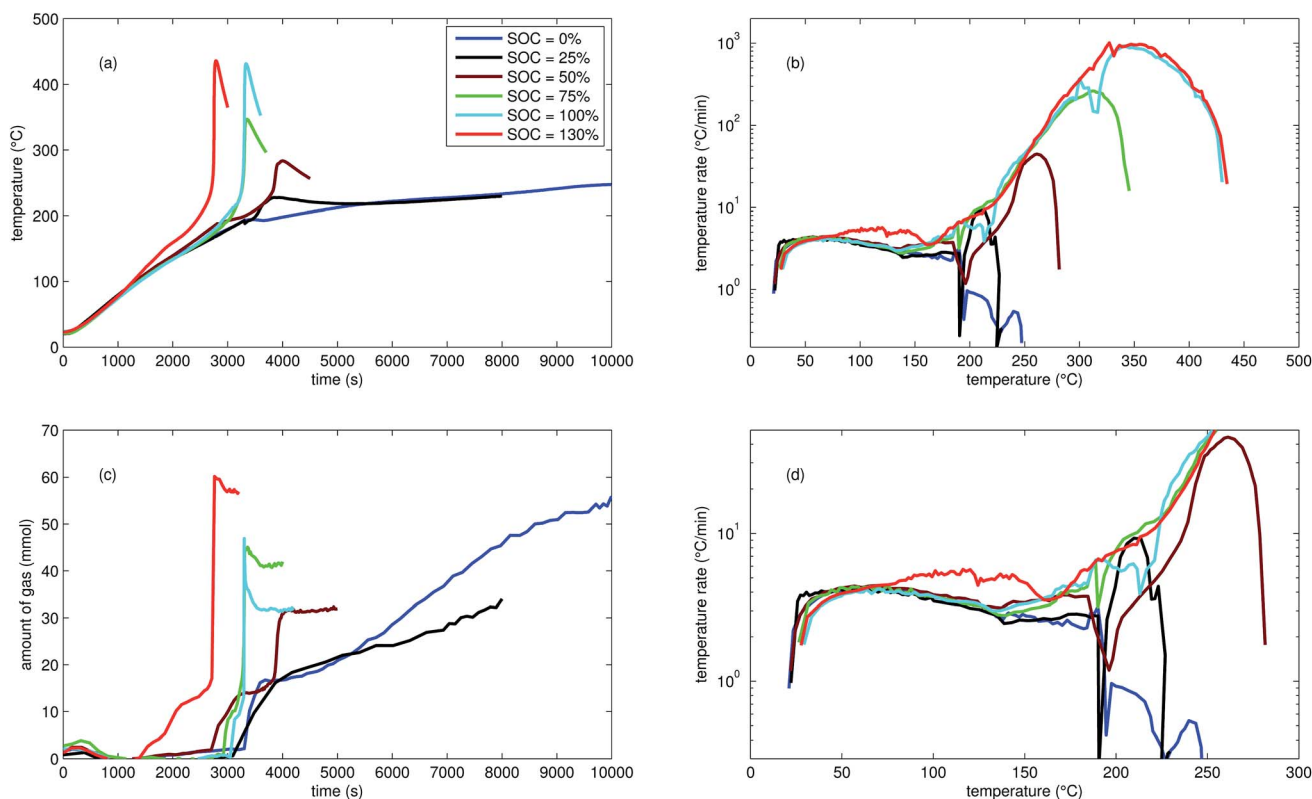 500
400
300
200
100
0
temperature (°C)
(a)
SOC = 0%
SOC = 25%
SOC = 50%
SOC = 75%
SOC = 100%
SOC = 130%
0 1000 2000 3000 4000 5000 6000 7000 8000 9000 10000
time (s)
10³
10²
10¹
10⁰
temperature rate (°C/min)
(b)
0 50 100 150 200 250 300 350 400 450 500
temperature (°C)
70
60
50
40
30
20
10
0
amount of gas (mmol)
(c)
0 1000 2000 3000 4000 5000 6000 7000 8000 9000 10000
time (s)
10¹
10⁰
temperature rate (°C/min)
(d)
0 50 100 150 200 250 300
temperature (°C)